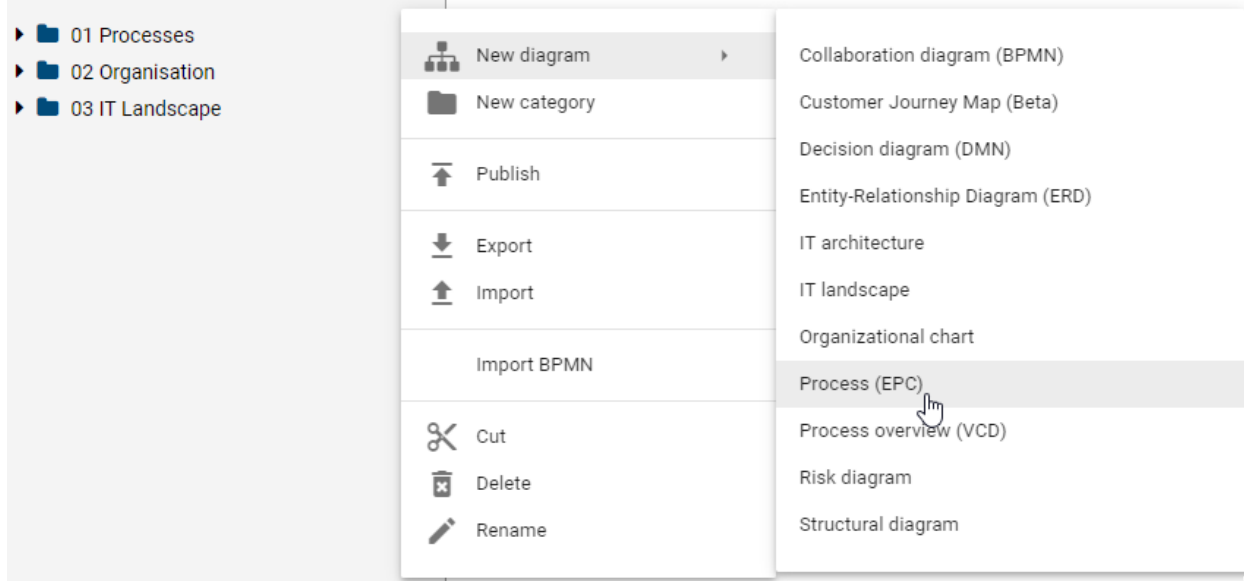 01 Processes
02 Organisation
03 IT Landscape
New diagram
New category
Publish
Export
Import
Import BPMN
Cut
Delete
Rename
Collaboration diagram (BPMN)
Customer Journey Map (Beta)
Decision diagram (DMN)
Entity-Relationship Diagram (ERD)
IT architecture
IT landscape
Organizational chart
Process (EPC)
Process overview (VCD)
Risk diagram
Structural diagram